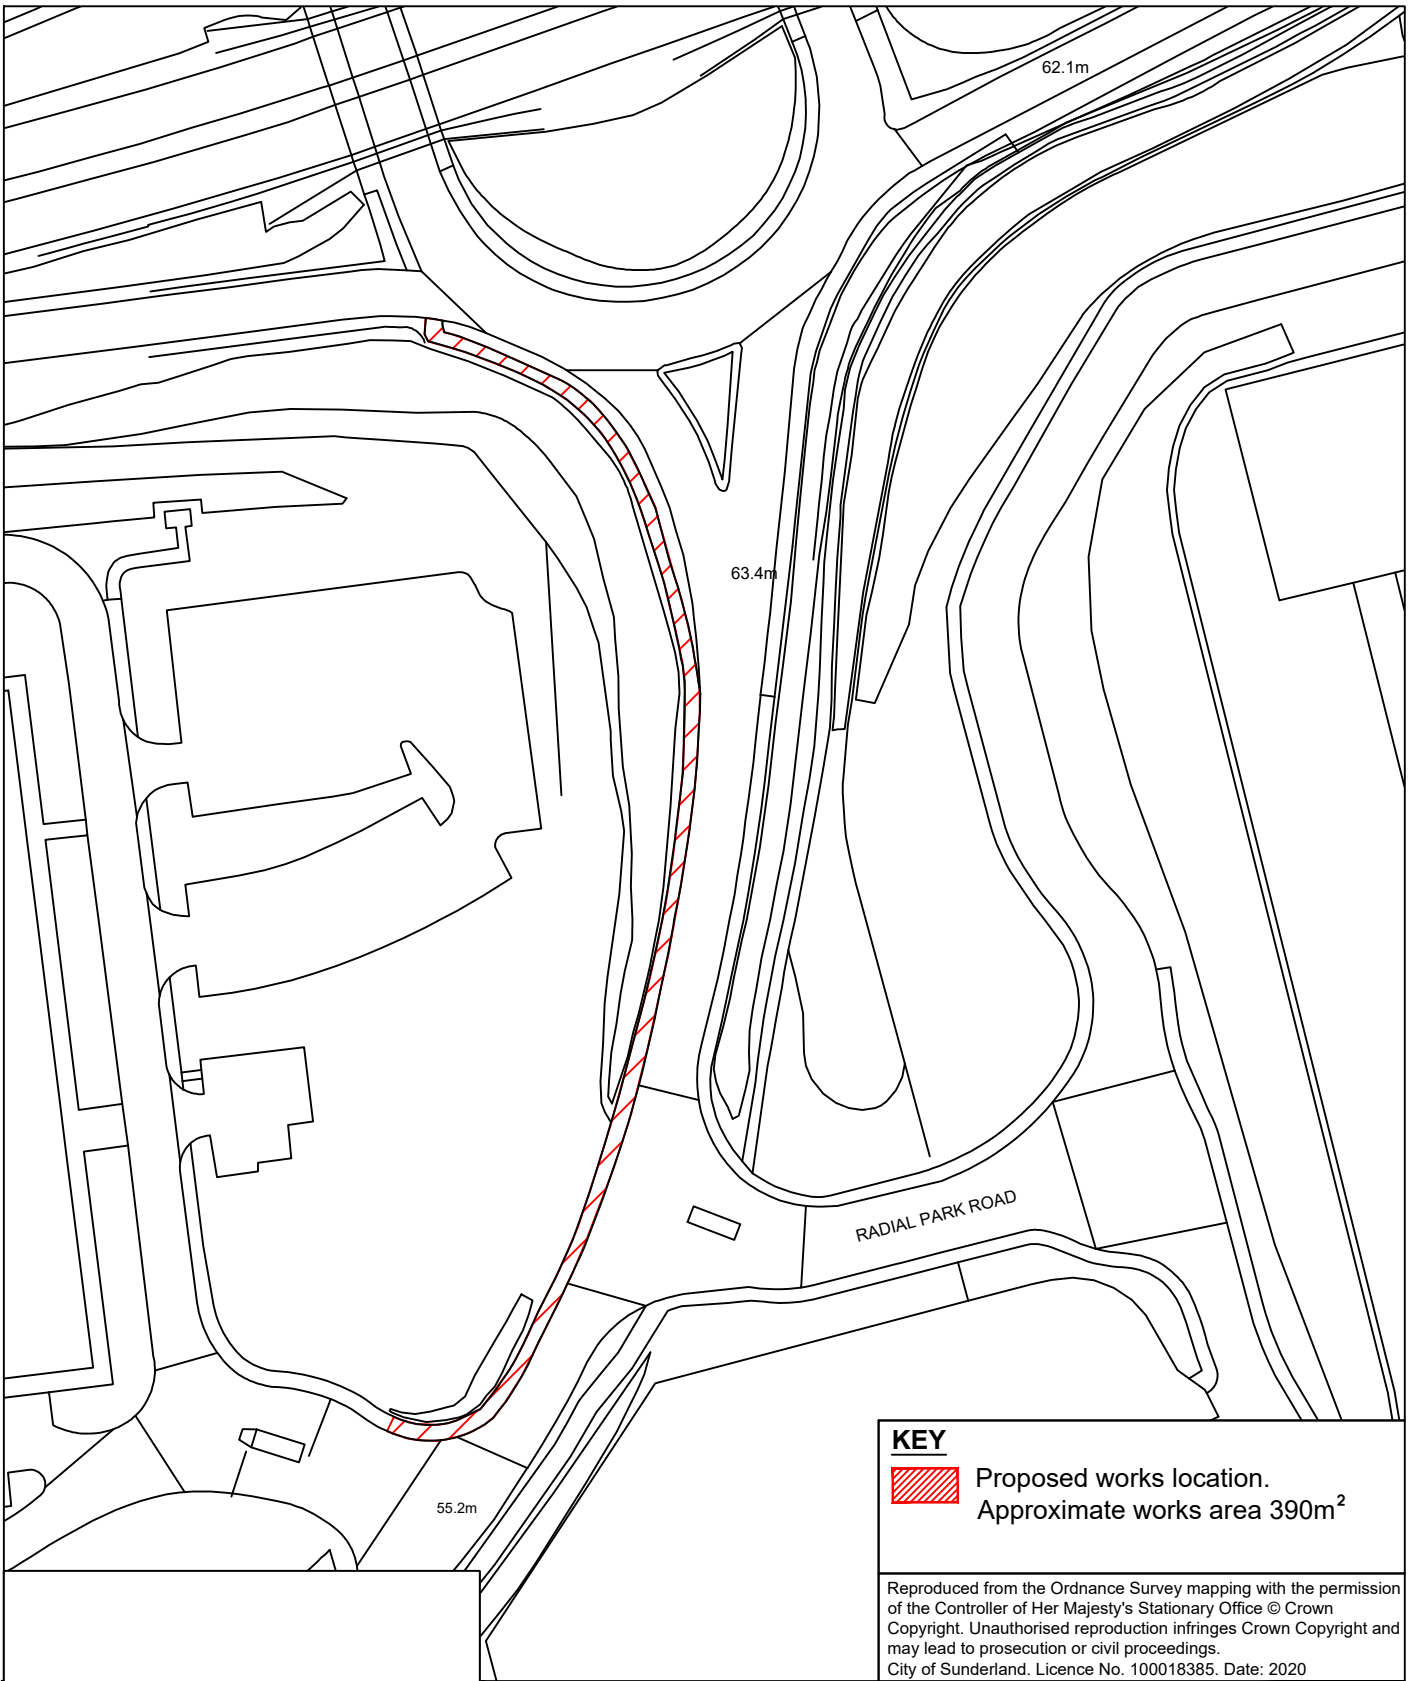 62.1m
63.4m
RADIAL PARK ROAD
55.2m
KEY
Proposed works location.
Approximate works area 390m²
Reproduced from the Ordnance Survey mapping with the permission
of the Controller of Her Majesty's Stationary Office © Crown
Copyright. Unauthorised reproduction infringes Crown Copyright and
may lead to prosecution or civil proceedings.
City of Sunderland. Licence No. 100018385. Date: 2020